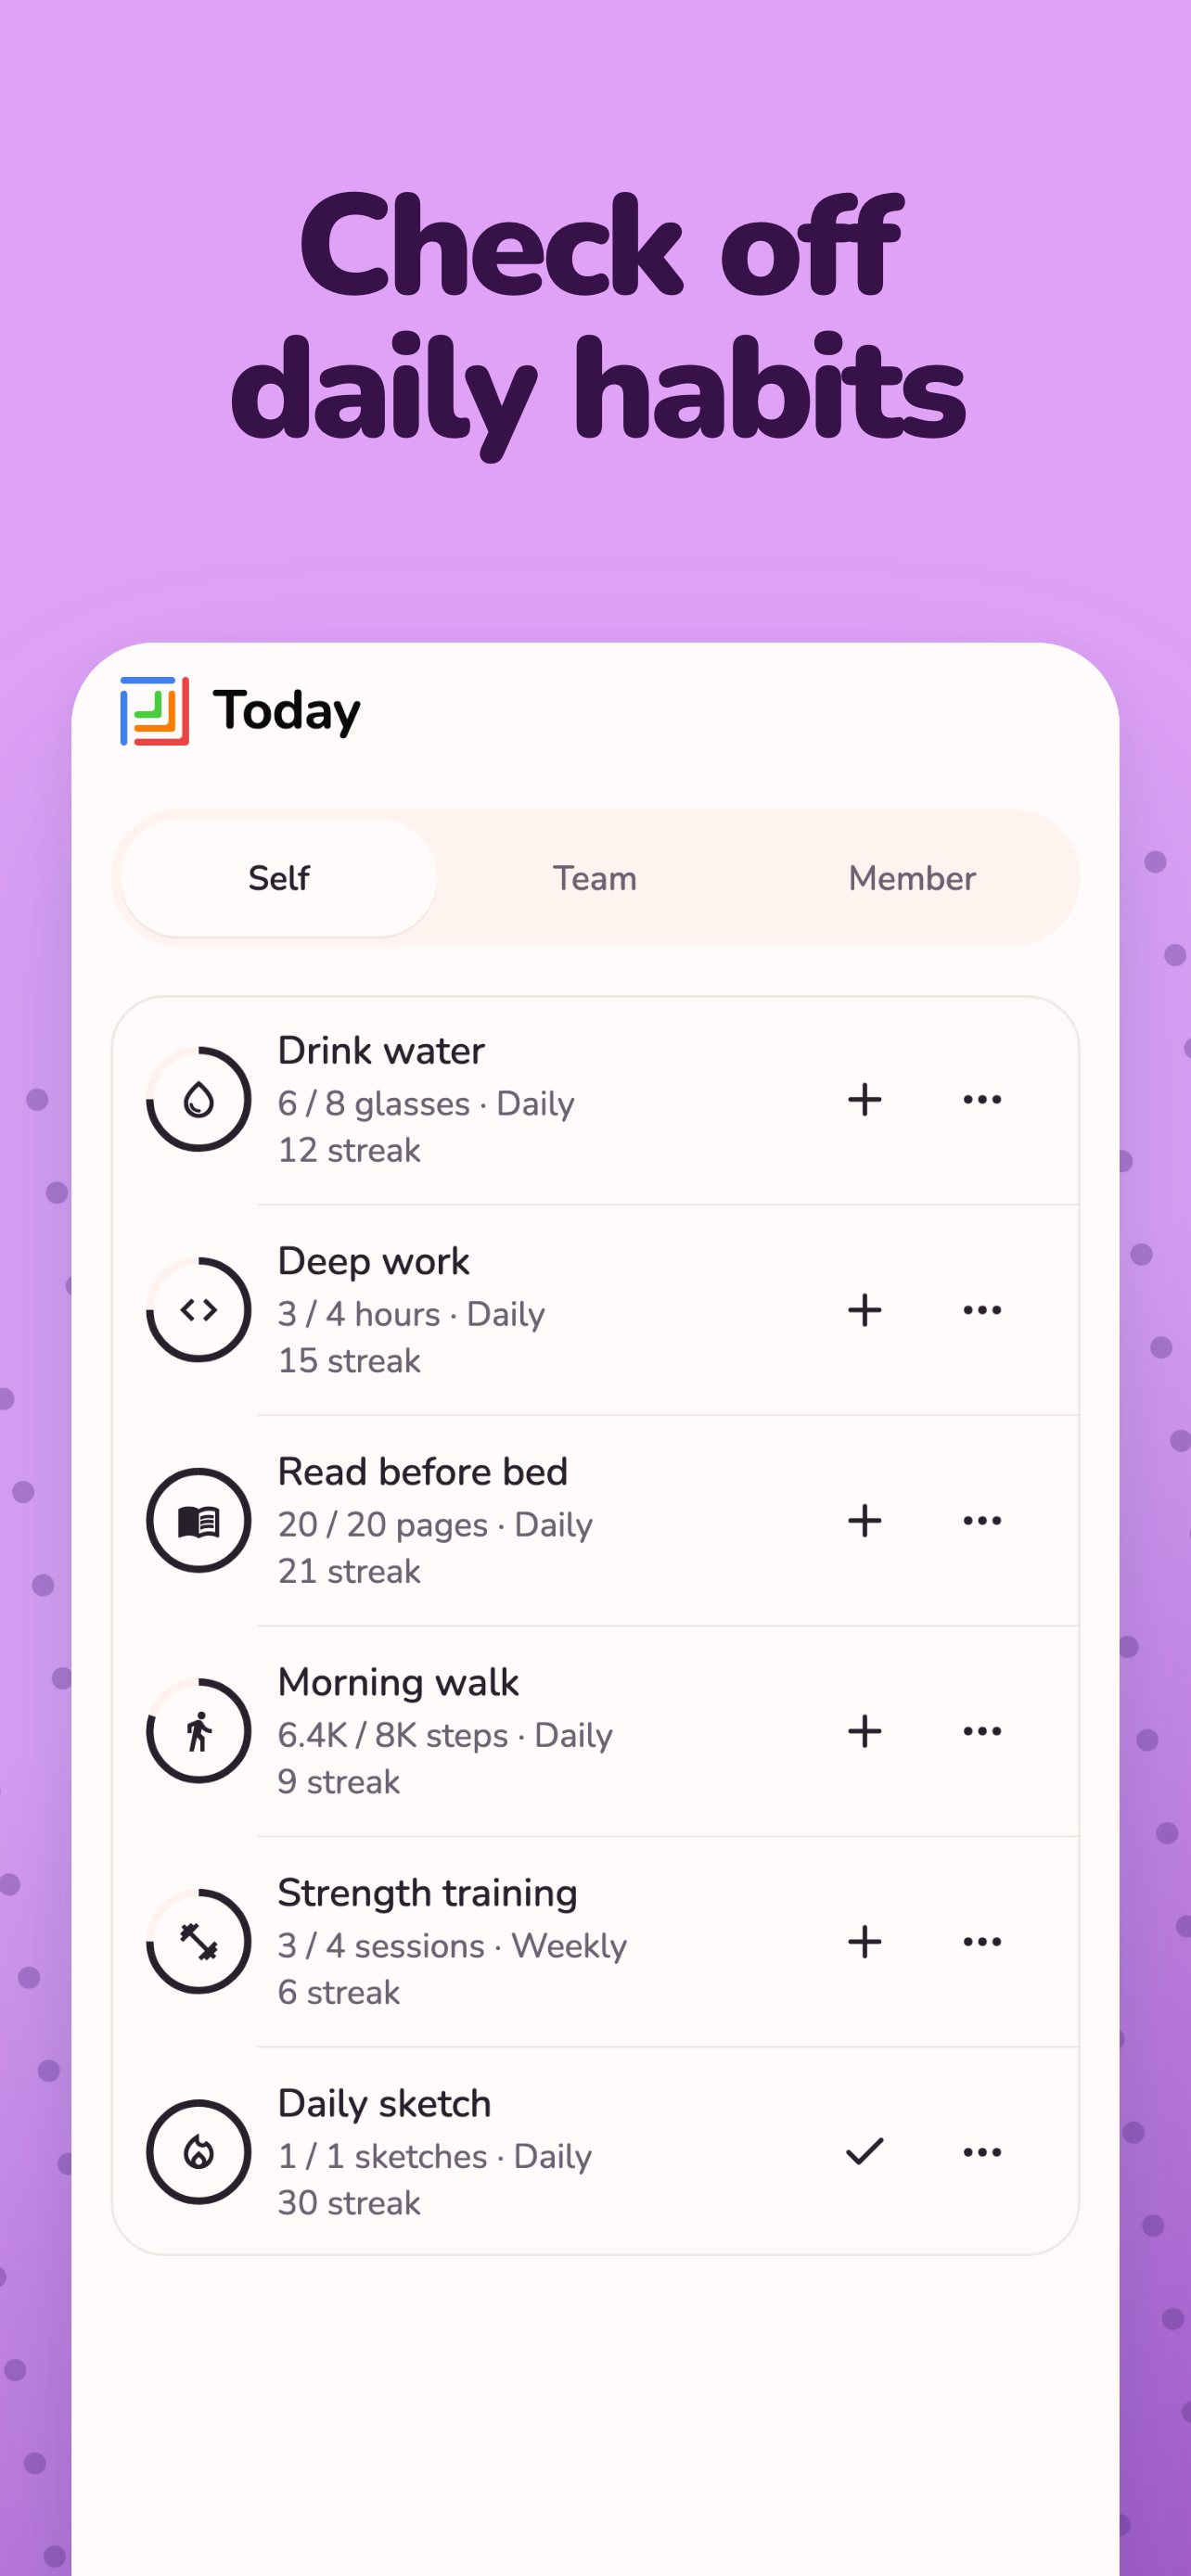 Check off
daily habits
Today
Self
Team
Member
Drink water
6 / 8 glasses · Daily
12 streak
Deep work
3 / 4 hours · Daily
15 streak
Read before bed
20 / 20 pages · Daily
21 streak
Morning walk
6.4K / 8K steps · Daily
9 streak
Strength training
3 / 4 sessions · Weekly
6 streak
Daily sketch
1 / 1 sketches · Daily
30 streak